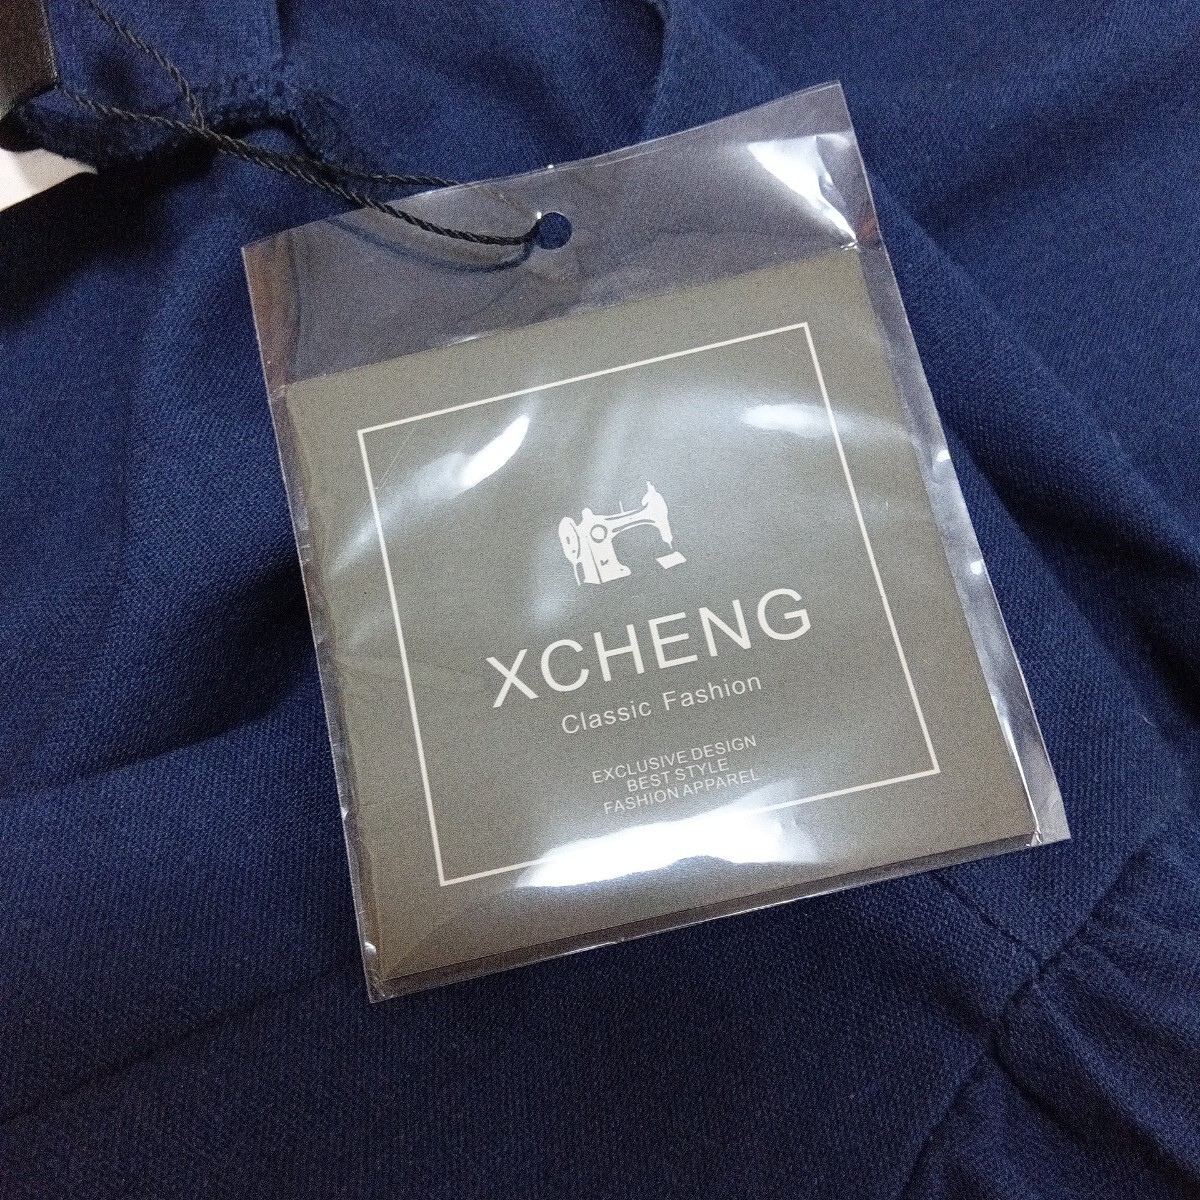 XCHENG
Classic Fashion
EXCLUSIVE DESIGN
BEST STYLE
FASHION APPAREL